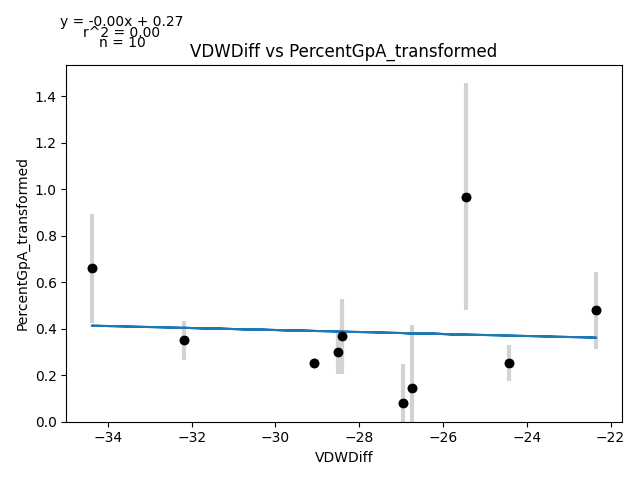 y = -0.00x + 0.27
r^2 = 0.00
n = 10
VDWDiff vs PercentGpA_transformed
1.4
1.2
1.0
0.8
0.6
0.4
0.2
0.0
PercentGpA_transformed
−34 −32 −30 −28 −26 −24 −22
VDWDiff